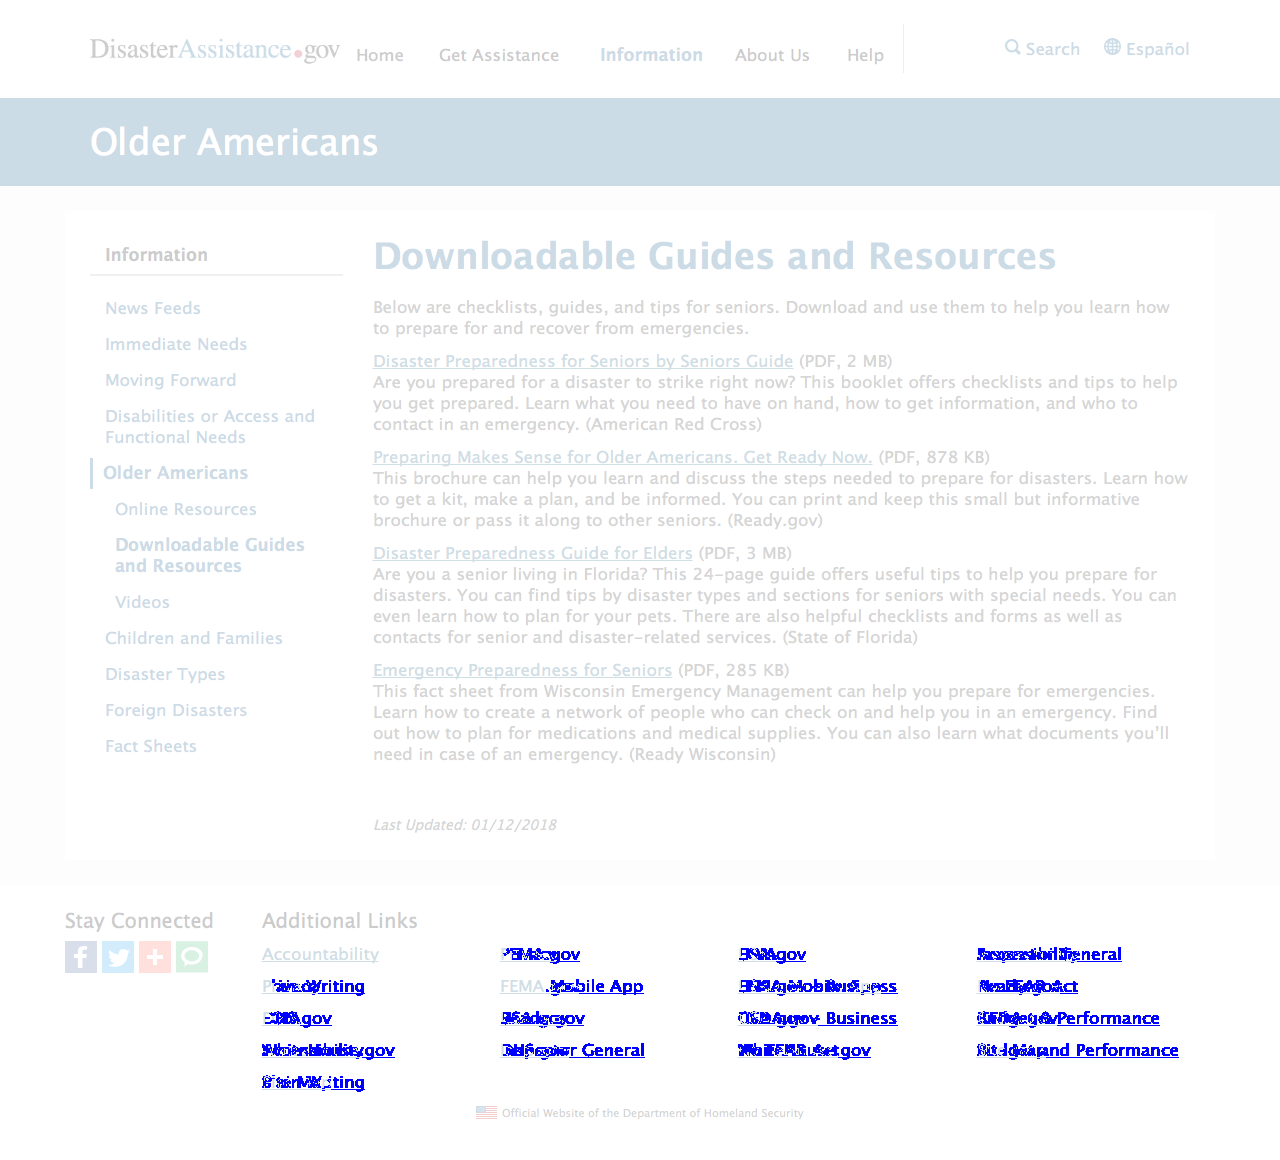 DisasterAssistance.gov Home Get Assistance Information About Us Help Search Español
Older Americans
Information
News Feeds
Immediate Needs
Moving Forward
Disabilities or Access and
Functional Needs
Older Americans
Online Resources
Downloadable Guides
and Resources
Videos
Children and Families
Disaster Types
Foreign Disasters
Fact Sheets
Downloadable Guides and Resources
Below are checklists, guides, and tips for seniors. Download and use them to help you learn how
to prepare for and recover from emergencies.
Disaster Preparedness for Seniors by Seniors Guide (PDF, 2 MB)
Are you prepared for a disaster to strike right now? This booklet offers checklists and tips to help
you get prepared. Learn what you need to have on hand, how to get information, and who to
contact in an emergency. (American Red Cross)
Preparing Makes Sense for Older Americans. Get Ready Now. (PDF, 878 KB)
This brochure can help you learn and discuss the steps needed to prepare for disasters. Learn how
to get a kit, make a plan, and be informed. You can print and keep this small but informative
brochure or pass it along to other seniors. (Ready.gov)
Disaster Preparedness Guide for Elders (PDF, 3 MB)
Are you a senior living in Florida? This 24-page guide offers useful tips to help you prepare for
disasters. You can find tips by disaster types and sections for seniors with special needs. You can
even learn how to plan for your pets. There are also helpful checklists and forms as well as
contacts for senior and disaster-related services. (State of Florida)
Emergency Preparedness for Seniors (PDF, 285 KB)
This fact sheet from Wisconsin Emergency Management can help you prepare for emergencies.
Learn how to create a network of people who can check on and help you in an emergency. Find
out how to plan for medications and medical supplies. You can also learn what documents you'll
need in case of an emergency. (Ready Wisconsin)
Last Updated: 01/12/2018
Stay Connected
Additional Links
Accountability
Writing
FEMA Mobile App
Business
Performance
General
and Performance
Official Website of the Department of Homeland Security